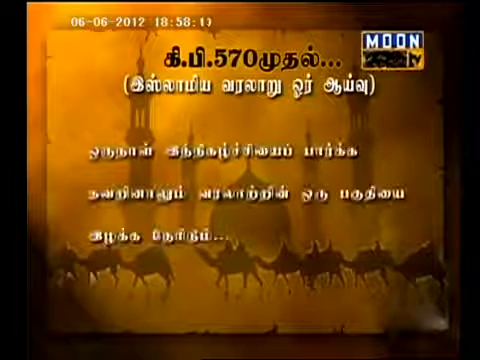 06-06-2012 18:58:1
MOON
tv
கி.பி.570முதல்...
(இஸ்லாமிய வரலாறு ஓர் ஆய்வு)
ஒருநாள் இந்நிகழ்ச்சியைப் பார்க்க
தவறினாலும் வரலாற்றின் ஒரு பகுதியை
இழக்க நேரிடும்...